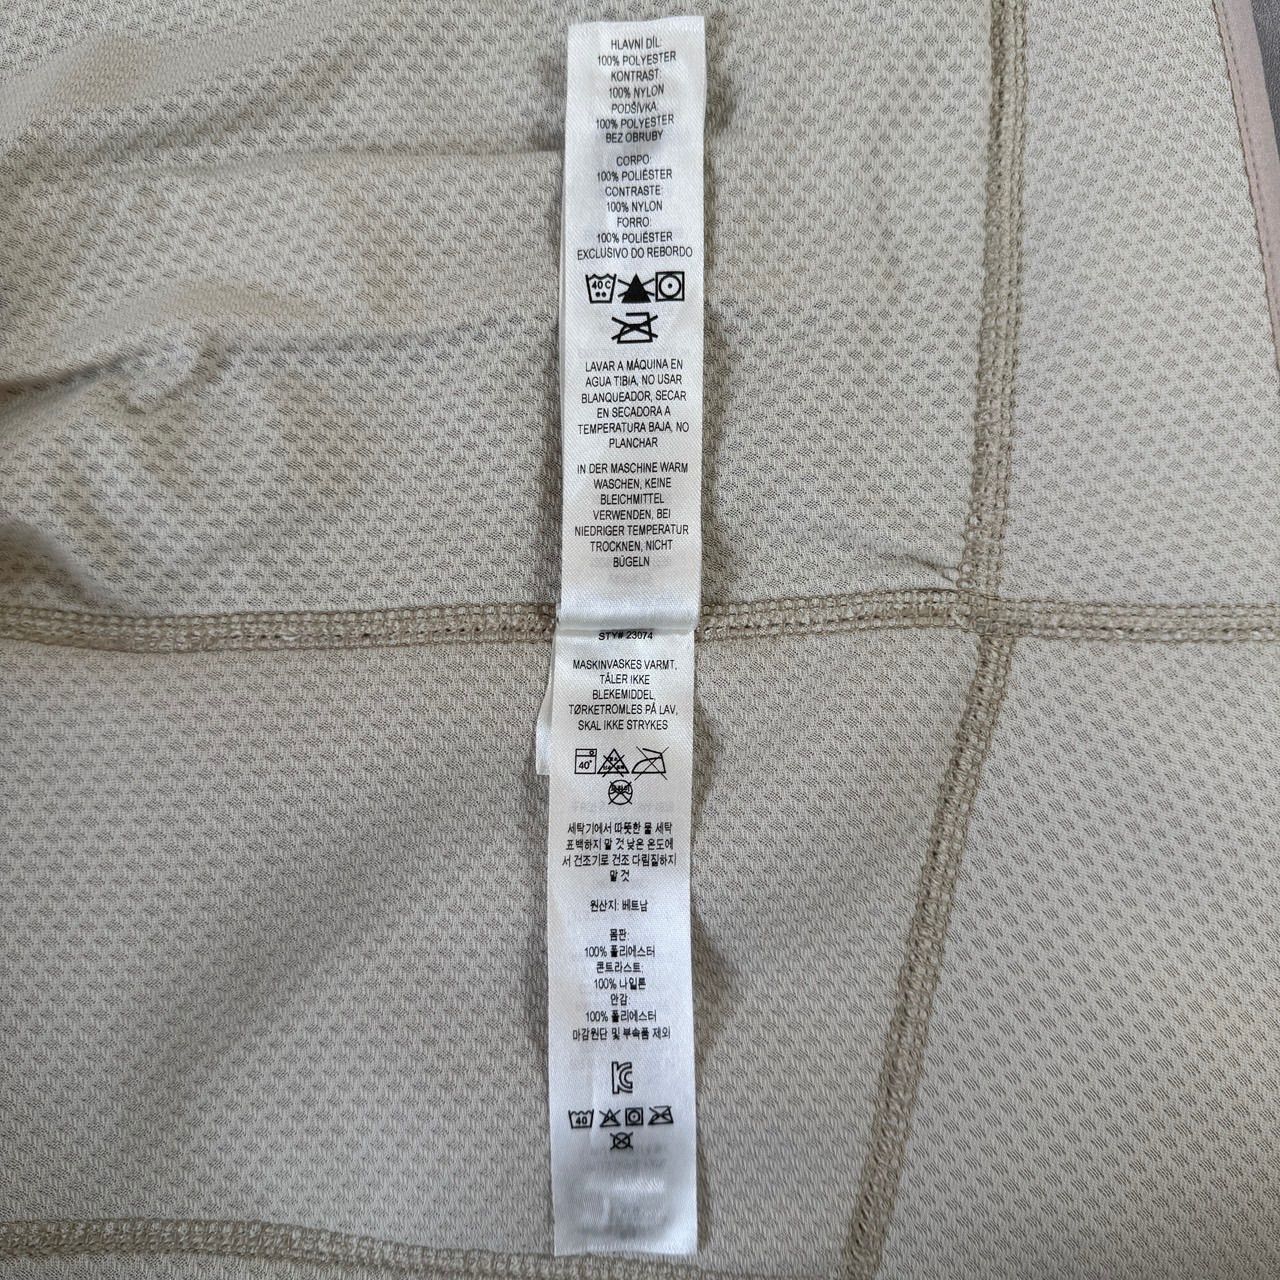 HLAVNÍ DÍL:
100% POLYESTER
KONTRAST:
100% NYLON
PODŠÍVKA:
100% POLYESTER
BEZ OBRUBY
CORPO:
100% POLIÉSTER
CONTRASTE:
100% NYLON
FORRO:
100% POLIÉSTER
EXCLUSIVO DO REBORDO
40 C
LAVAR A MÁQUINA EN
AGUA TIBIA, NO USAR
BLANQUEADOR, SECAR
EN SECADORA A
TEMPERATURA BAJA, NO
PLANCHAR
IN DER MASCHINE WARM
WASCHEN, KEINE
BLEICHMITTEL
VERWENDEN, BEI
NIEDRIGER TEMPERATUR
TROCKNEN, NICHT
BÜGELN
STY# 23074
MASKINVASKES VARMT,
TÅLER IKKE
BLEKEMIDDEL,
TØRKETROMLES PÅ LAV,
SKAL IKKE STRYKES
40°
세탁기에서 따뜻한 물 세탁
표백하지 말 것 낮은 온도에
서 건조기로 건조 다림질하지
말 것
원산지: 베트남
몸판:
100% 폴리에스터
콘트라스트:
100% 나일론
안감:
100% 폴리에스터
마감원단 및 부속품 제외
40